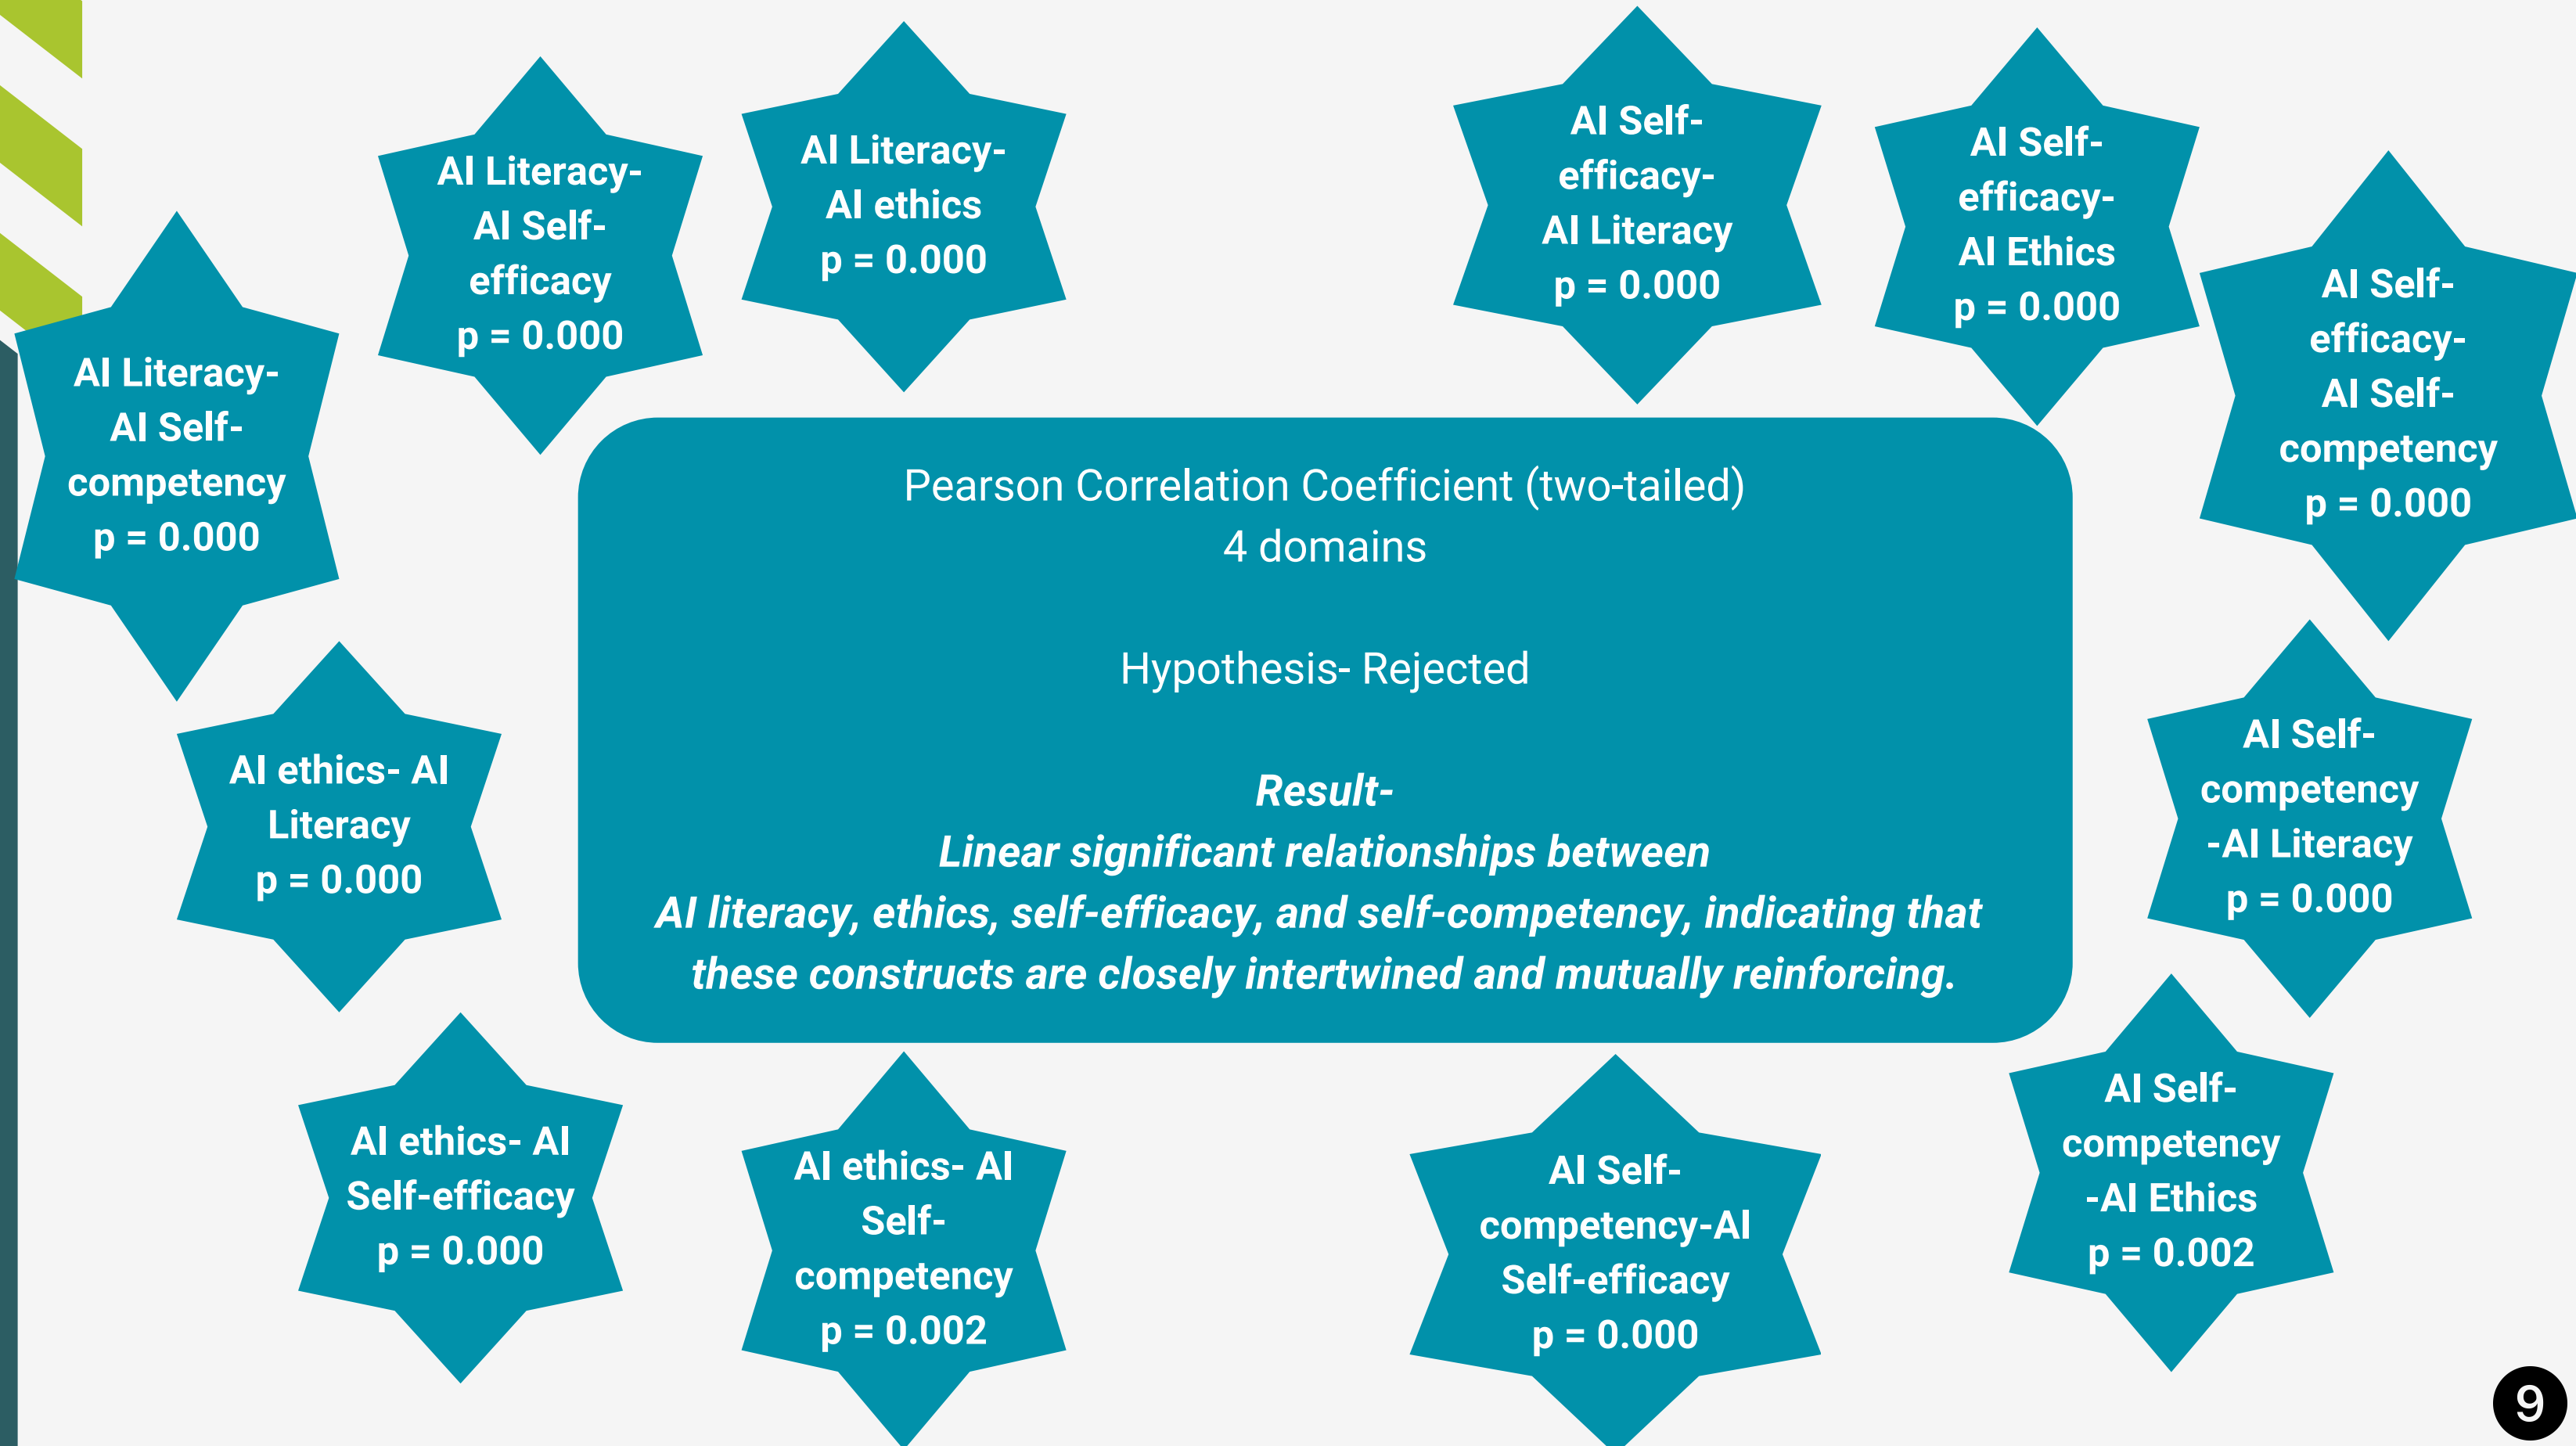 AI Literacy-
AI Self-
competency
p = 0.000
AI Literacy-
AI Self-
efficacy
p = 0.000
AI Literacy-
AI ethics
p = 0.000
AI Self-
efficacy-
AI Literacy
p = 0.000
AI Self-
efficacy-
AI Ethics
p = 0.000
AI Self-
efficacy-
AI Self-
competency
p = 0.000
Pearson Correlation Coefficient (two-tailed)
4 domains
Hypothesis- Rejected
Result-
Linear significant relationships between
AI literacy, ethics, self-efficacy, and self-competency, indicating that
these constructs are closely intertwined and mutually reinforcing.
AI ethics- AI
Literacy
p = 0.000
AI Self-
competency
-AI Literacy
p = 0.000
AI ethics- AI
Self-efficacy
p = 0.000
AI ethics- AI
Self-
competency
p = 0.002
AI Self-
competency-AI
Self-efficacy
p = 0.000
AI Self-
competency
-AI Ethics
p = 0.002
9